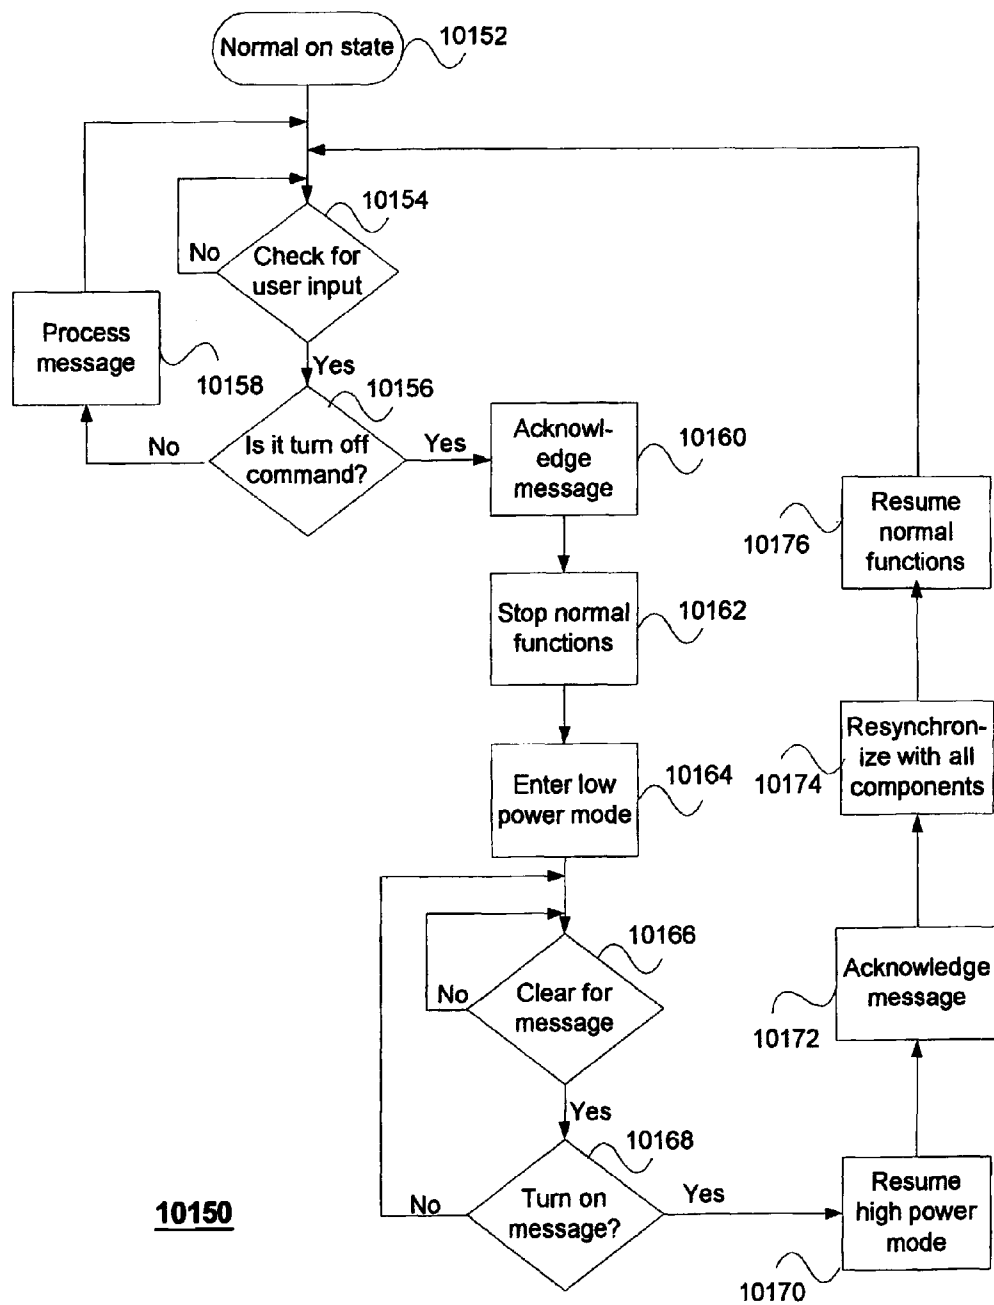 Normal on state
10152
10154
No
Check for
user input
Process
message
10158
Yes
10156
No
Is it turn off
command?
Yes
Acknowl-
edge
message
10160
Resume
normal
functions
10176
Stop normal
functions
10162
Resynchron-
ize with all
components
10174
Enter low
power mode
10164
10166
No
Clear for
message
Acknowledge
message
10172
Yes
10168
No
Turn on
message?
Yes
Resume
high power
mode
10170
10150